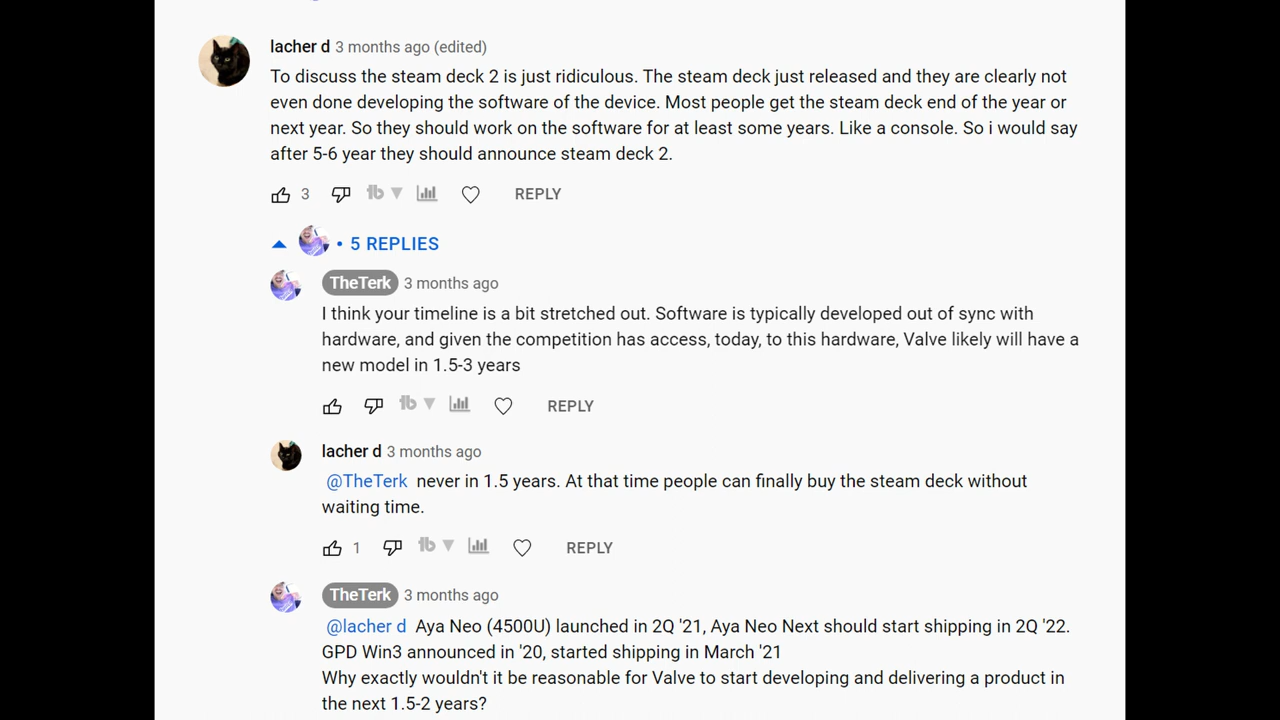 lacher d 3 months ago (edited)
To discuss the steam deck 2 is just ridiculous. The steam deck just released and they are clearly not
even done developing the software of the device. Most people get the steam deck end of the year or
next year. So they should work on the software for at least some years. Like a console. So i would say
after 5-6 year they should announce steam deck 2.
3 tb REPLY
• 5 REPLIES
TheTerk 3 months ago
I think your timeline is a bit stretched out. Software is typically developed out of sync with
hardware, and given the competition has access, today, to this hardware, Valve likely will have a
new model in 1.5-3 years
tb REPLY
lacher d 3 months ago
@TheTerk never in 1.5 years. At that time people can finally buy the steam deck without
waiting time.
1 tb REPLY
TheTerk 3 months ago
@lacher d Aya Neo (4500U) launched in 2Q '21, Aya Neo Next should start shipping in 2Q '22.
GPD Win3 announced in '20, started shipping in March '21
Why exactly wouldn't it be reasonable for Valve to start developing and delivering a product in
the next 1.5-2 years?